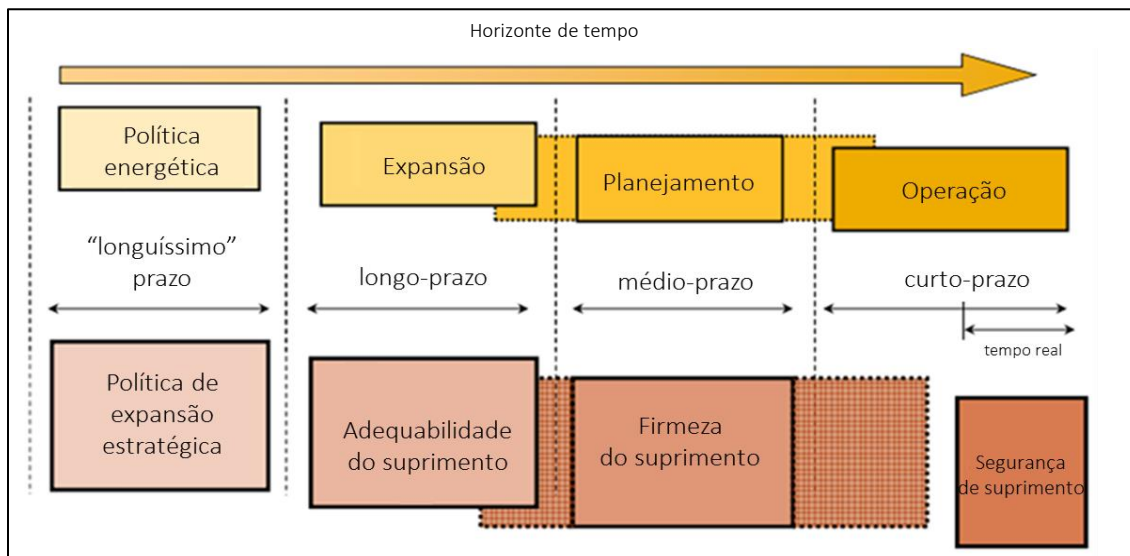 Horizonte de tempo
Política
energética
Expansão
Planejamento
Operação
“longuíssimo”
prazo
longo-prazo
médio-prazo
curto-prazo
tempo real
Política de
expansão
estratégica
Adequabilidade
do suprimento
Firmeza
do suprimento
Segurança
de suprimento